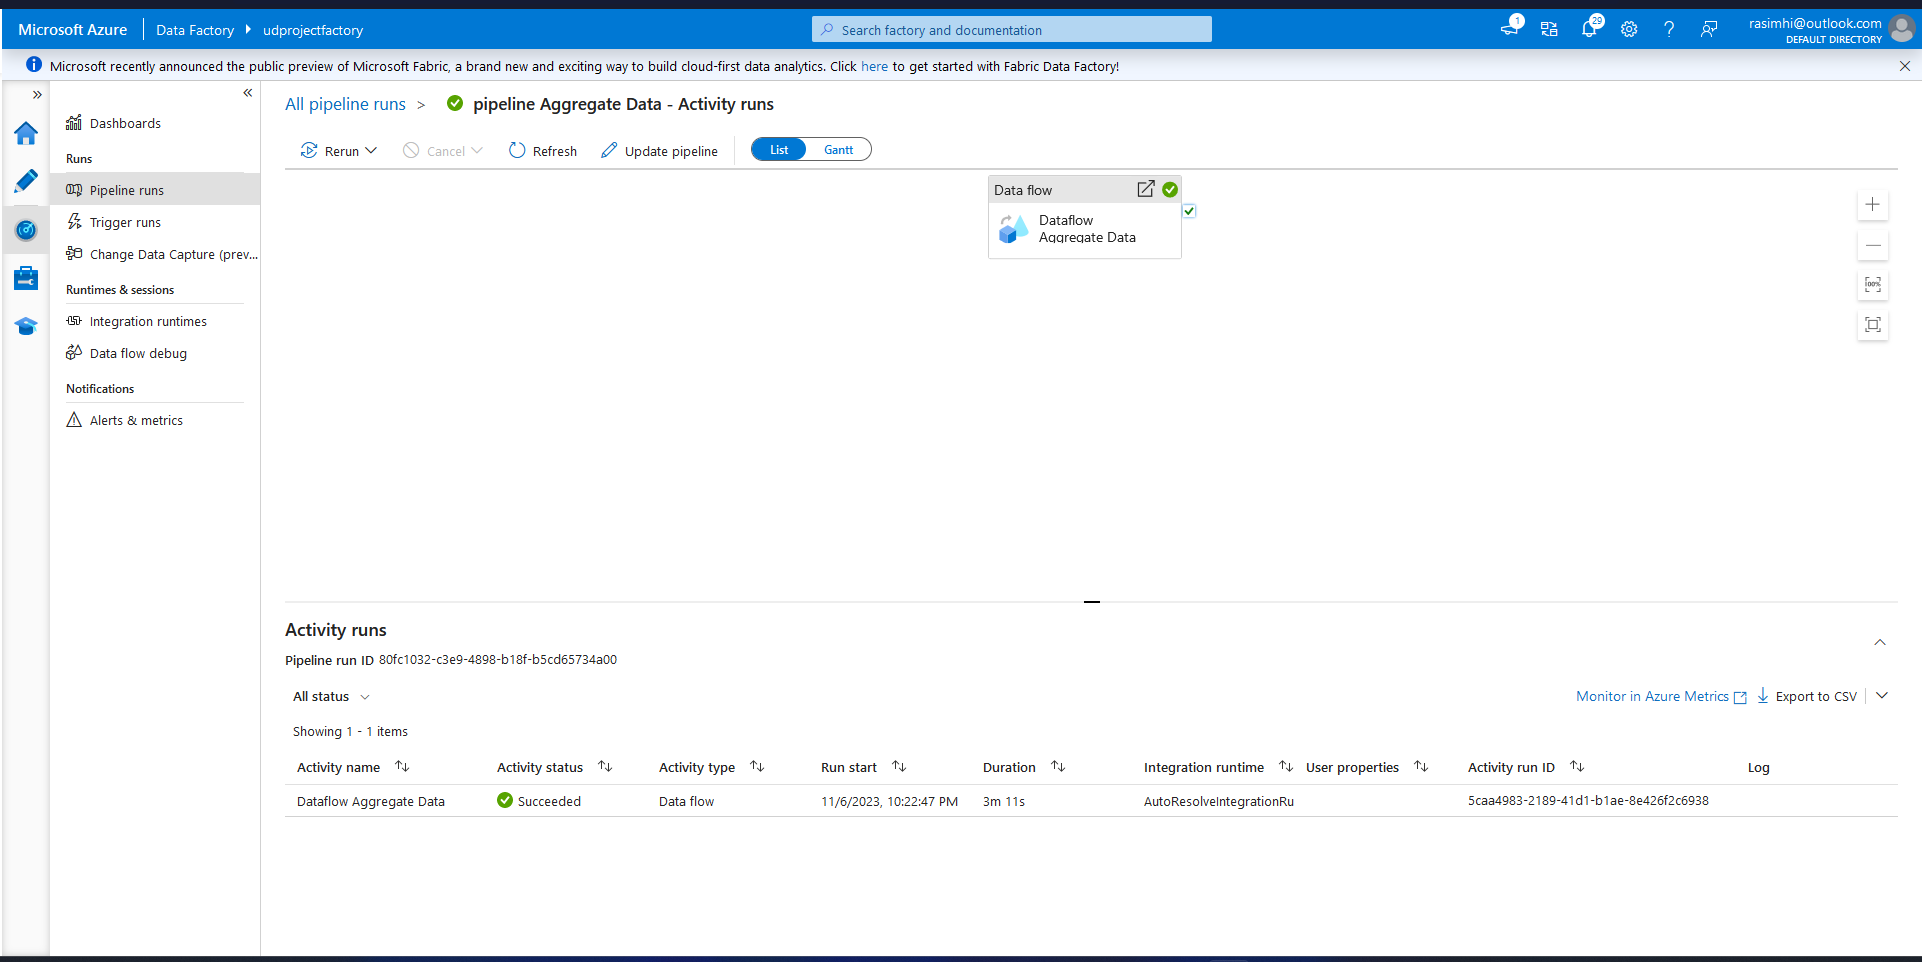 Microsoft Azure
Data Factory
udprojectfactory
Search factory and documentation
1
29
rasimhi@outlook.com
DEFAULT DIRECTORY
Microsoft recently announced the public preview of Microsoft Fabric, a brand new and exciting way to build cloud-first data analytics. Click here to get started with Fabric Data Factory!
Dashboards
Runs
Pipeline runs
Trigger runs
Change Data Capture (prev...
Runtimes & sessions
Integration runtimes
Data flow debug
Notifications
Alerts & metrics
All pipeline runs > pipeline Aggregate Data - Activity runs
Rerun
Cancel
Refresh
Update pipeline
List
Gantt
Data flow
Dataflow
Aggregate Data
100%
Activity runs
Pipeline run ID 80fc1032-c3e9-4898-b18f-b5cd65734a00
All status
Monitor in Azure Metrics
Export to CSV
Showing 1 - 1 items
Activity name Activity status Activity type Run start Duration Integration runtime User properties Activity run ID Log
Dataflow Aggregate Data Succeeded Data flow 11/6/2023, 10:22:47 PM 3m 11s AutoResolveIntegrationRu 5caa4983-2189-41d1-b1ae-8e426f2c6938